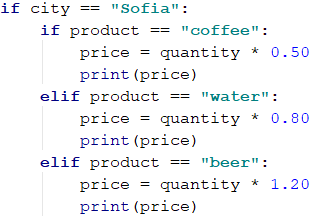 if city == "Sofia":
    if product == "coffee":
        price = quantity * 0.50
        print(price)
    elif product == "water":
        price = quantity * 0.80
        print(price)
    elif product == "beer":
        price = quantity * 1.20
        print(price)